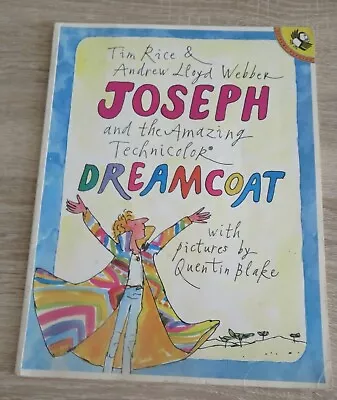 Tim Rice &
Andrew Lloyd Webber
JOSEPH
and the Amazing
Technicolor®
DREAMCOAT
with
pictures by
Quentin Blake